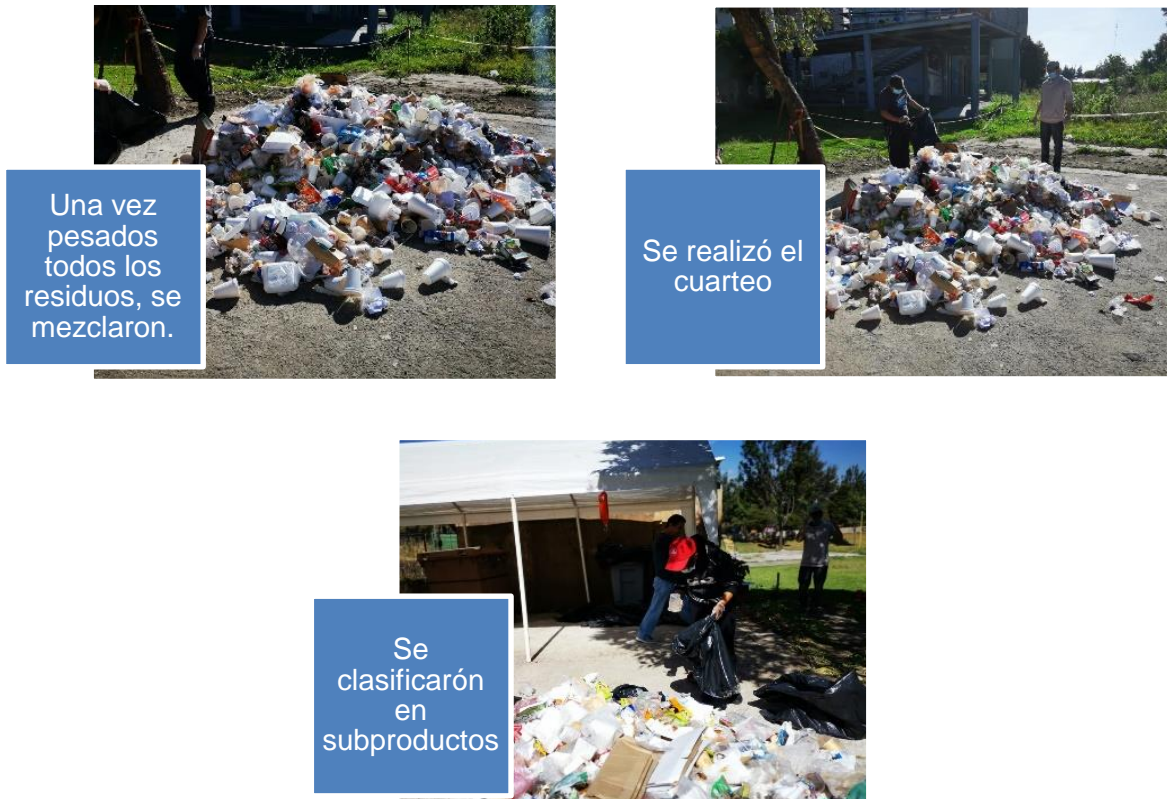 Una vez
pesados
todos los
residuos, se
mezclaron.
Se realizó el
cuarteo
Se
clasificarón
en
subproductos